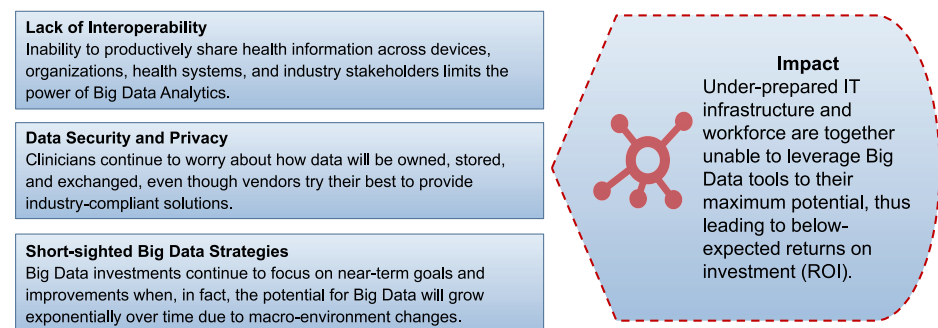 Lack of Interoperability
Inability to productively share health information across devices,
organizations, health systems, and industry stakeholders limits the
power of Big Data Analytics.
Data Security and Privacy
Clinicians continue to worry about how data will be owned, stored,
and exchanged, even though vendors try their best to provide
industry-compliant solutions.
Short-sighted Big Data Strategies
Big Data investments continue to focus on near-term goals and
improvements when, in fact, the potential for Big Data will grow
exponentially over time due to macro-environment changes.
Impact
Under-prepared IT
infrastructure and
workforce are together
unable to leverage Big
Data tools to their
maximum potential, thus
leading to below-
expected returns on
investment (ROI).